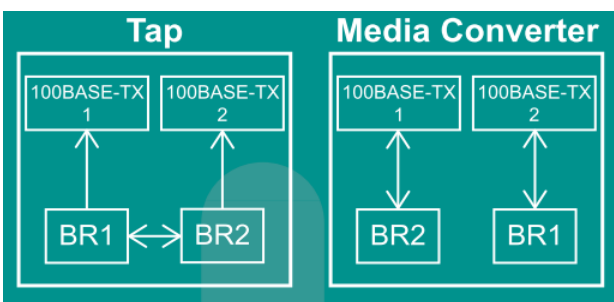 Tap
100BASE-TX
1
100BASE-TX
2
BR1
BR2
Media Converter
100BASE-TX
1
100BASE-TX
2
BR2
BR1